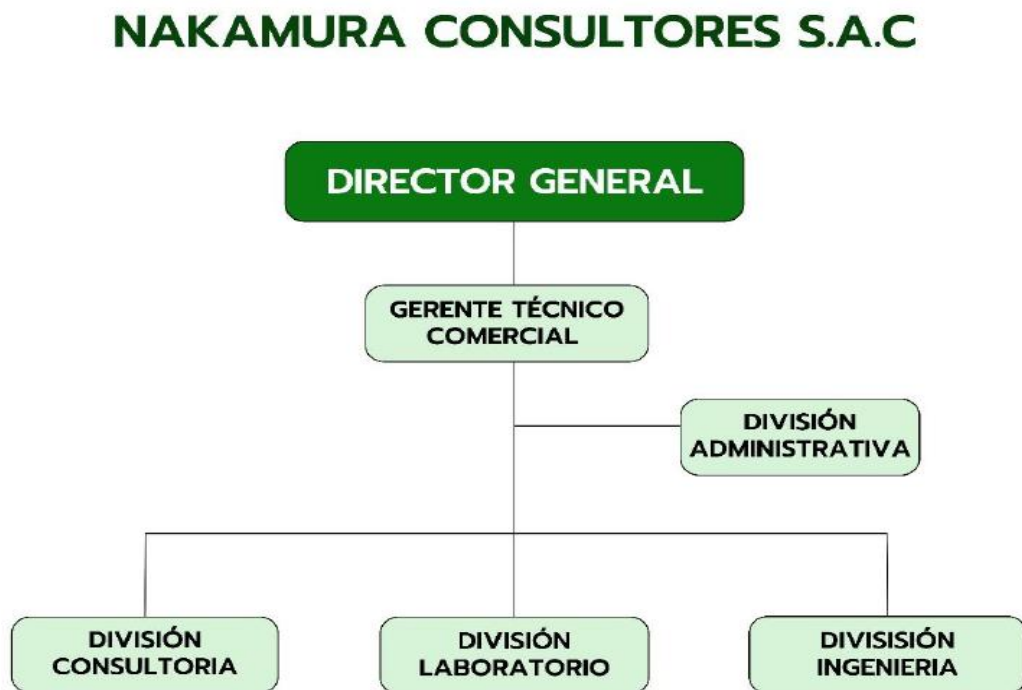 NAKAMURA CONSULTORES S.A.C
DIRECTOR GENERAL
GERENTE TÉCNICO
COMERCIAL
DIVISIÓN
ADMINISTRATIVA
DIVISIÓN
CONSULTORIA
DIVISIÓN
LABORATORIO
DIVISISIÓN
INGENIERIA